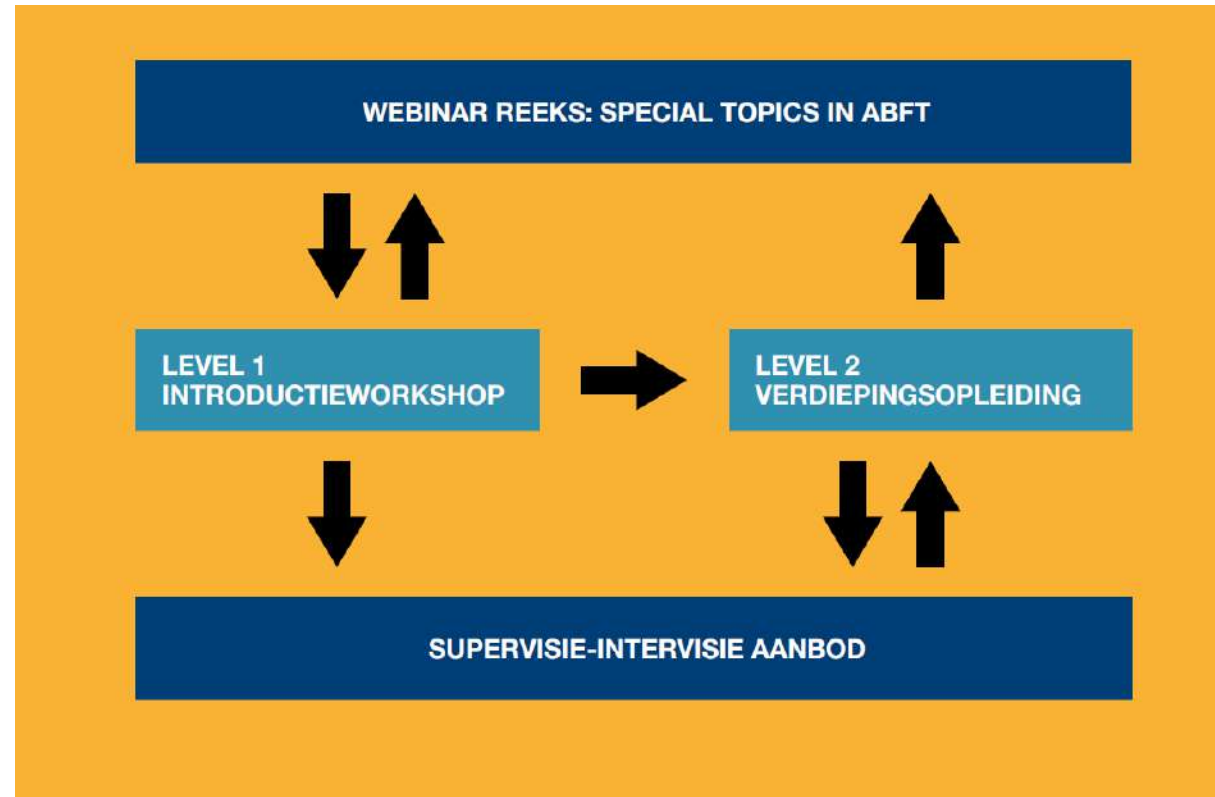 WEBINAR REEKS: SPECIAL TOPICS IN ABFT
LEVEL 1
INTRODUCTIEWORKSHOP
LEVEL 2
VERDIEPINGSOPLEIDING
SUPERVISIE-INTERVISIE AANBOD